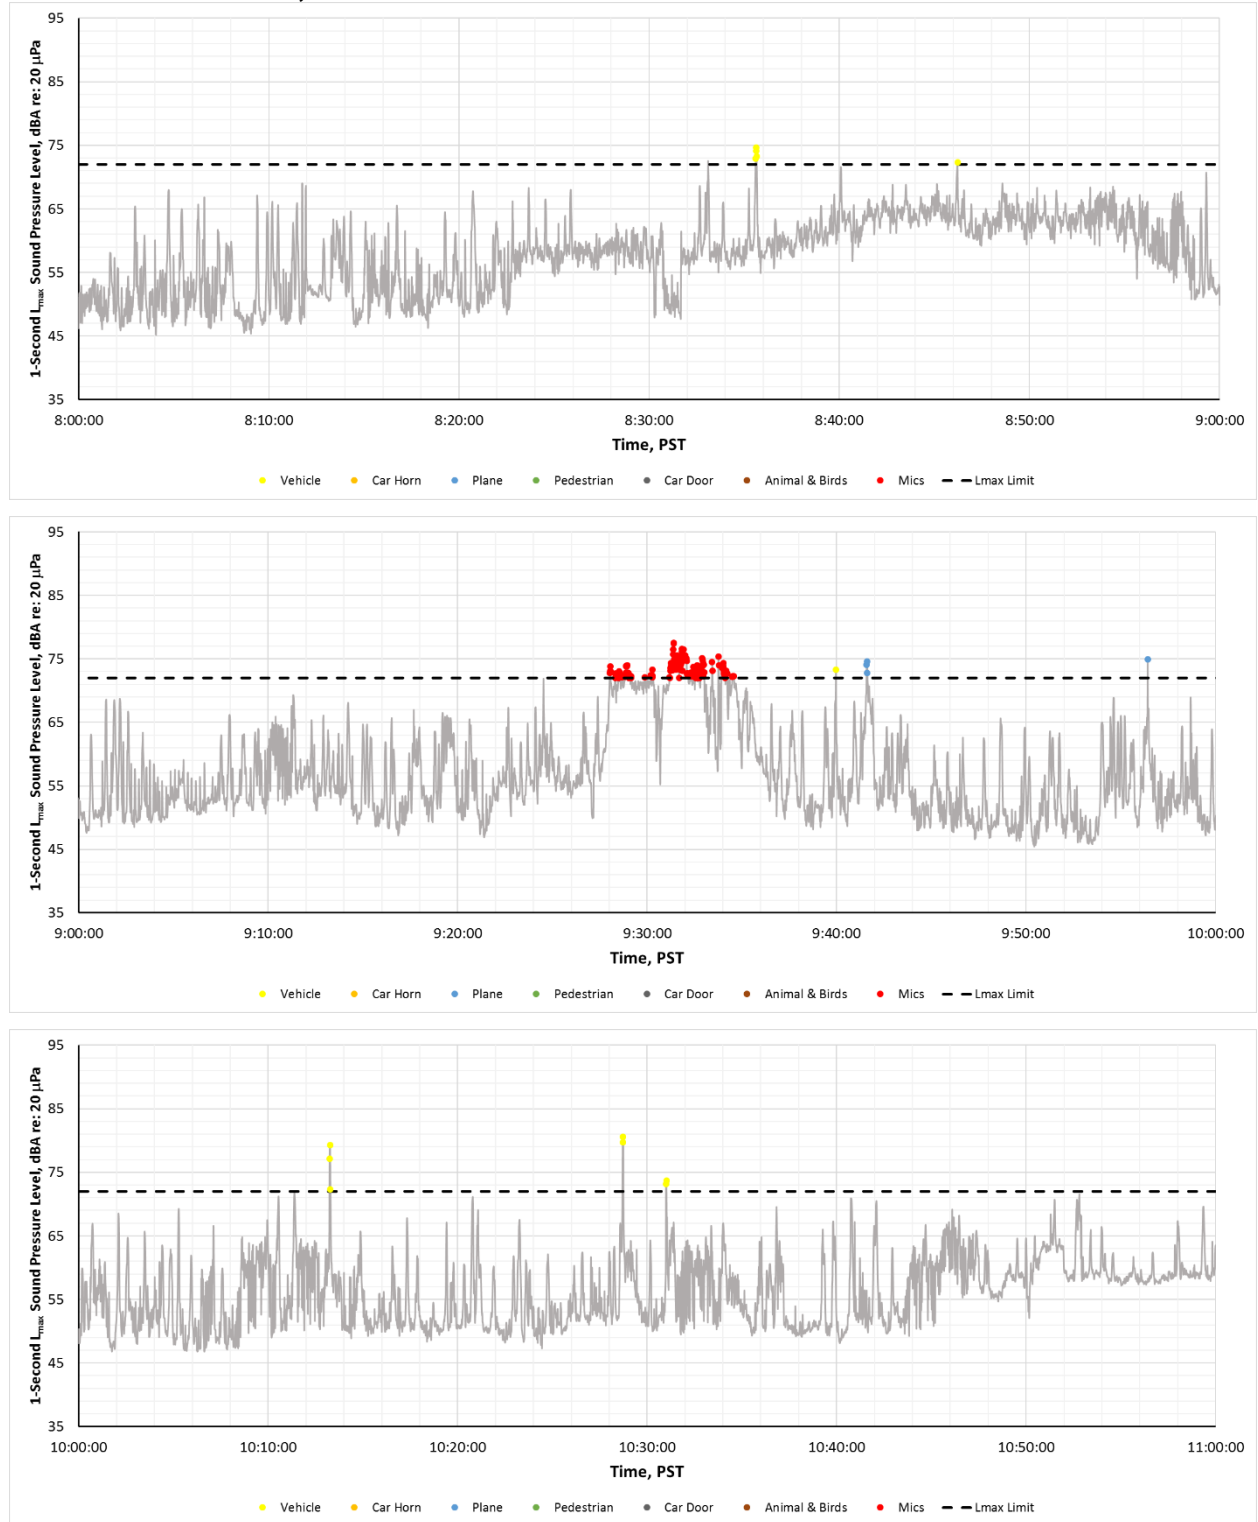 95
85
75
65
55
45
35
1-Second Lmax Sound Pressure Level, dBA re: 20 µPa
8:00:00 8:10:00 8:20:00 8:30:00 8:40:00 8:50:00 9:00:00
Time, PST
Vehicle Car Horn Plane Pedestrian Car Door Animal & Birds Mics Lmax Limit
95
85
75
65
55
45
35
1-Second Lmax Sound Pressure Level, dBA re: 20 µPa
9:00:00 9:10:00 9:20:00 9:30:00 9:40:00 9:50:00 10:00:00
Time, PST
Vehicle Car Horn Plane Pedestrian Car Door Animal & Birds Mics Lmax Limit
95
85
75
65
55
45
35
1-Second Lmax Sound Pressure Level, dBA re: 20 µPa
10:00:00 10:10:00 10:20:00 10:30:00 10:40:00 10:50:00 11:00:00
Time, PST
Vehicle Car Horn Plane Pedestrian Car Door Animal & Birds Mics Lmax Limit